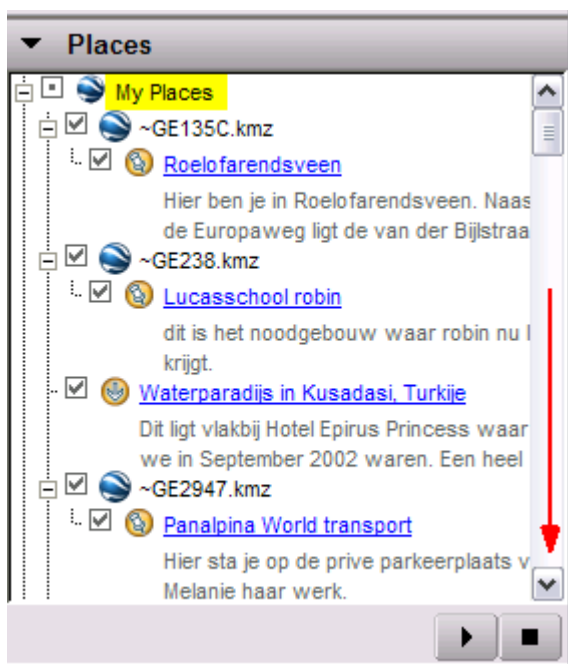 Places
My Places
~GE135C.kmz
Roelofarendsveen
Hier ben je in Roelofarendsveen. Naas
de Europaweg ligt de van der Bijlstraa
~GE238.kmz
Lucasschool robin
dit is het noodgebouw waar robin nu l
krijgt.
Waterparadijs in Kusadasi, Turkije
Dit ligt vlakbij Hotel Epirus Princess waar
we in September 2002 waren. Een heel
~GE2947.kmz
Panalpina World transport
Hier sta je op de prive parkeerplaats v
Melanie haar werk.